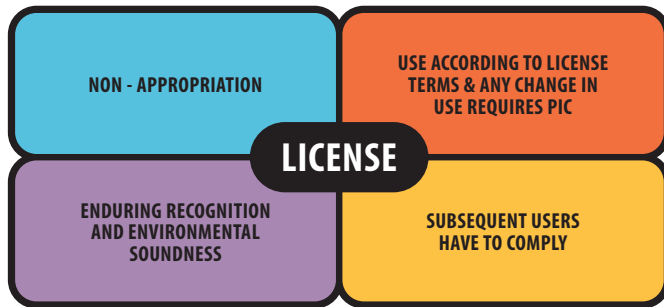 NON - APPROPRIATION
USE ACCORDING TO LICENSE
TERMS & ANY CHANGE IN
USE REQUIRES PIC
LICENSE
ENDURING RECOGNITION
AND ENVIRONMENTAL
SOUNDNESS
SUBSEQUENT USERS
HAVE TO COMPLY